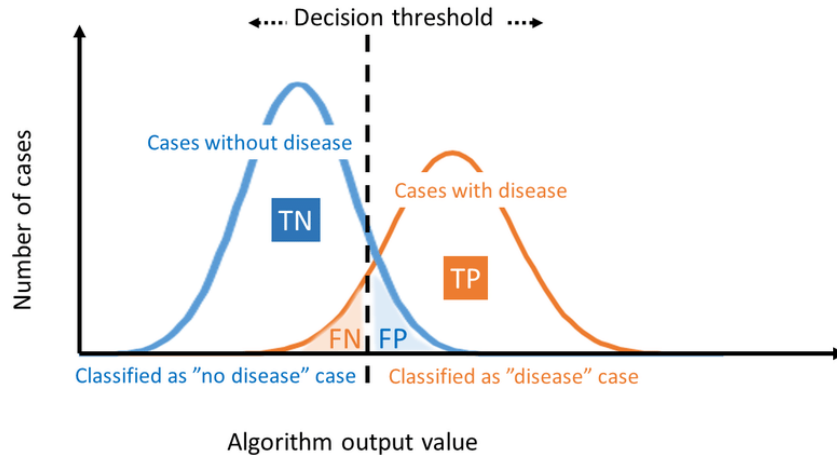 Decision threshold
Number of cases
Cases without disease
Cases with disease
TN
TP
FN
FP
Classified as ”no disease” case
Classified as ”disease” case
Algorithm output value